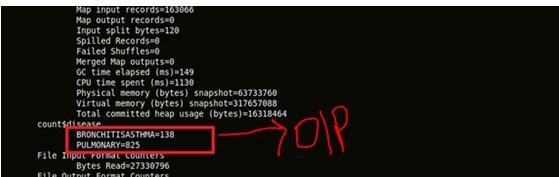 Map input records=163066
Map output records=0
Input split bytes=120
Spilled Records=0
Failed Shuffles=0
Merged Map outputs=0
GC time elapsed (ms)=149
CPU time spent (ms)=1130
Physical memory (bytes) snapshot=63733760
Virtual memory (bytes) snapshot=317657088
Total committed heap usage (bytes)=16318464
count$disease
BRONCHITISASTHMA=138
O/P
PULMONARY=825
File Input Format Counters
Bytes Read=27330796
File Output Format Counters